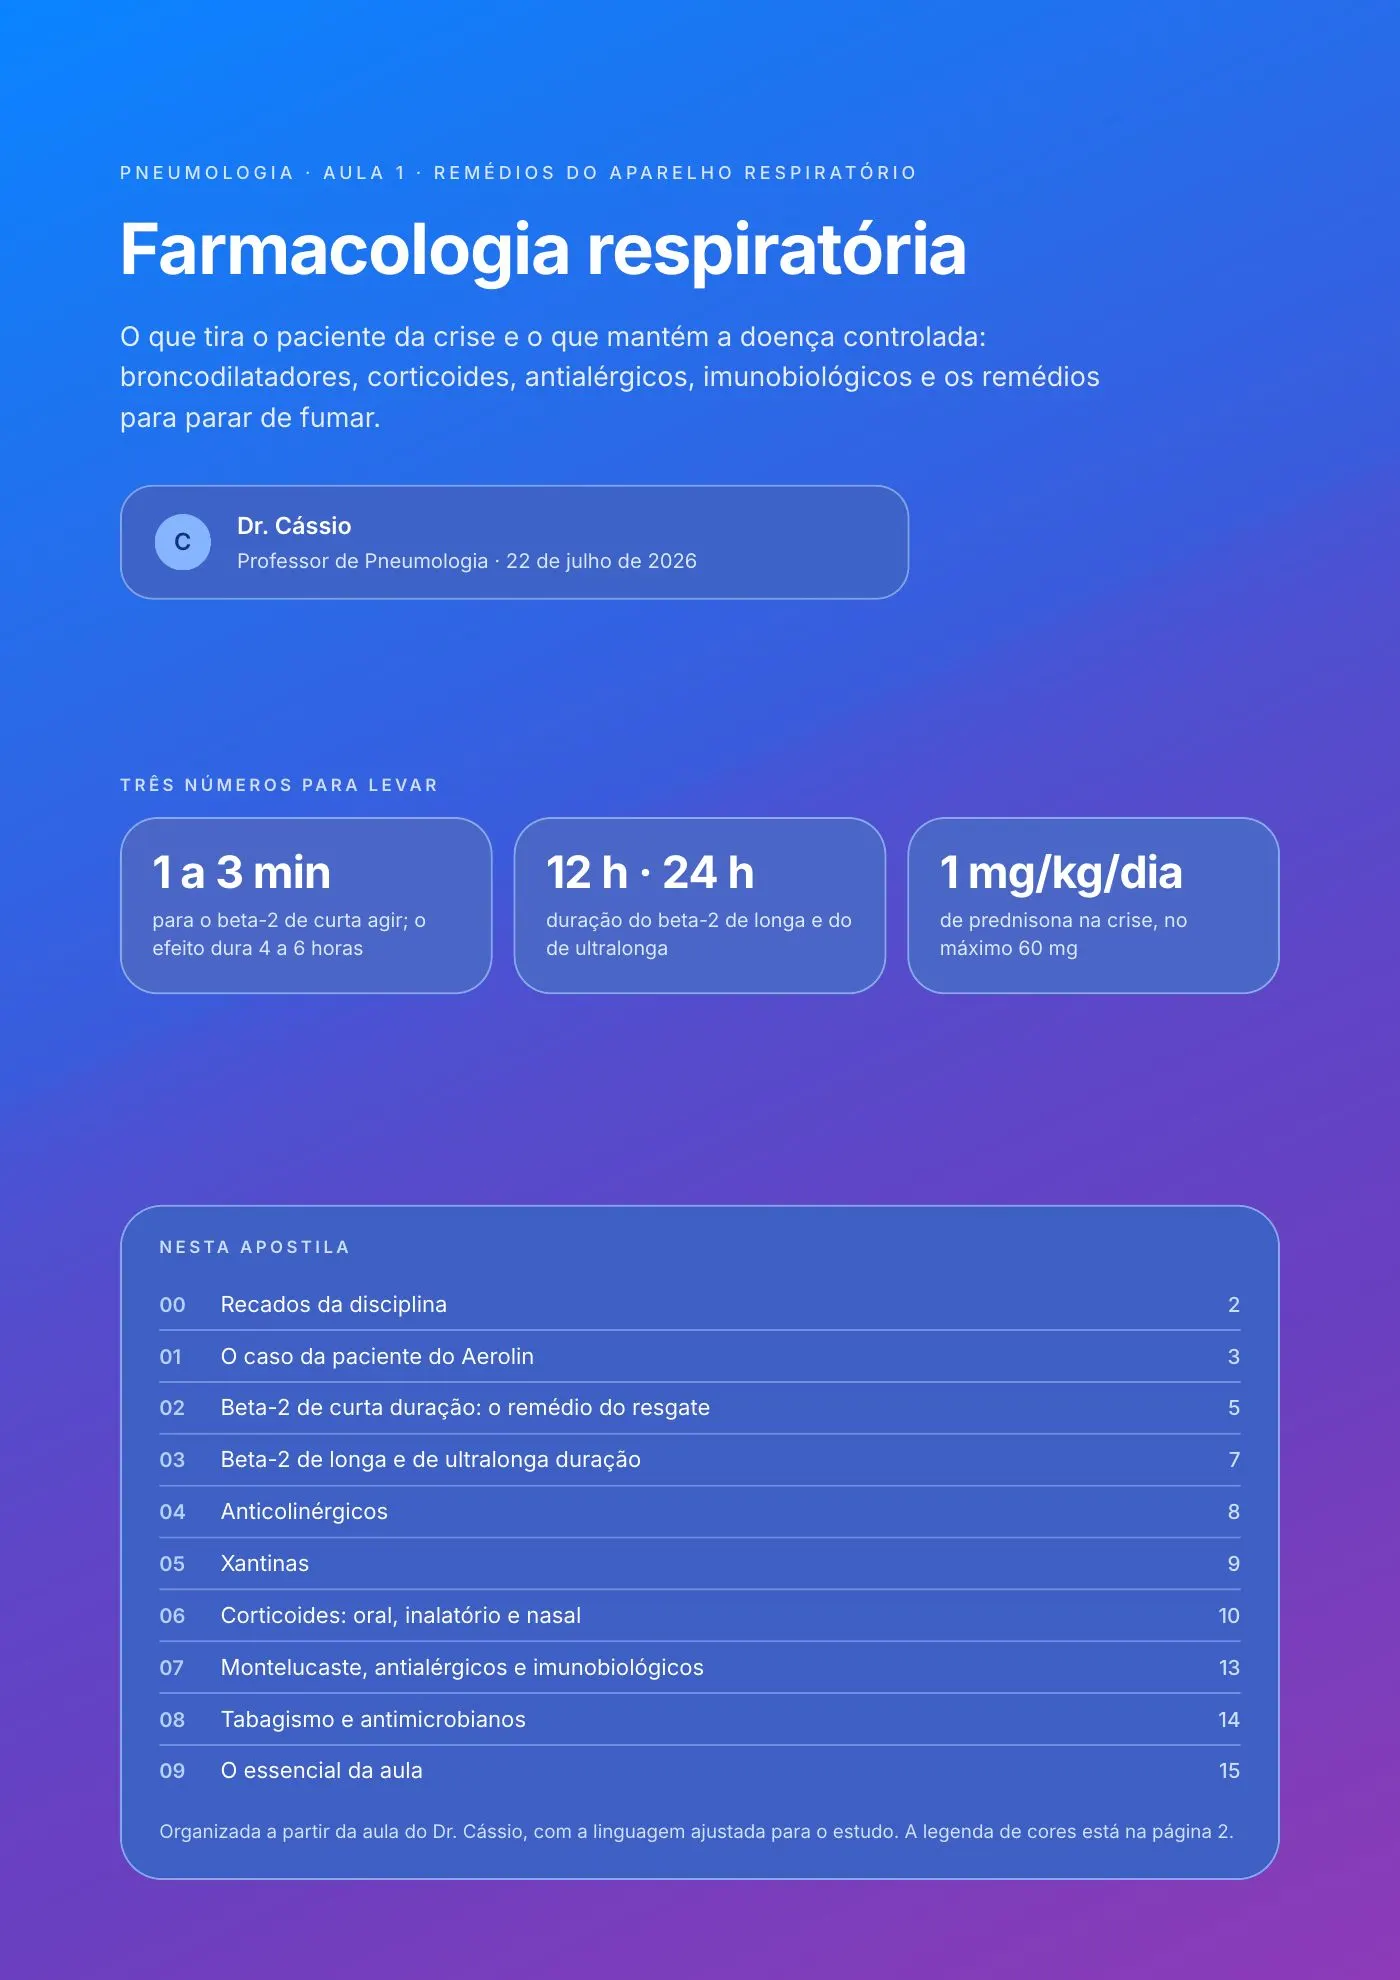 PNEUMOLOGIA · AULA 1 · REMÉDIOS DO APARELHO RESPIRATÓRIO
Farmacologia respiratória
O que tira o paciente da crise e o que mantém a doença controlada:
broncodilatadores, corticoides, antialérgicos, imunobiológicos e os remédios
para parar de fumar.
C
Dr. Cássio
Professor de Pneumologia · 22 de julho de 2026
TRÊS NÚMEROS PARA LEVAR
1 a 3 min
para o beta-2 de curta agir; o
efeito dura 4 a 6 horas
12 h · 24 h
duração do beta-2 de longa e do
de ultralonga
1 mg/kg/dia
de prednisona na crise, no
máximo 60 mg
NESTA APOSTILA
00 Recados da disciplina 2
01 O caso da paciente do Aerolin 3
02 Beta-2 de curta duração: o remédio do resgate 5
03 Beta-2 de longa e de ultralonga duração 7
04 Anticolinérgicos 8
05 Xantinas 9
06 Corticoides: oral, inalatório e nasal 10
07 Montelucaste, antialérgicos e imunobiológicos 13
08 Tabagismo e antimicrobianos 14
09 O essencial da aula 15
Organizada a partir da aula do Dr. Cássio, com a linguagem ajustada para o estudo. A legenda de cores está na página 2.